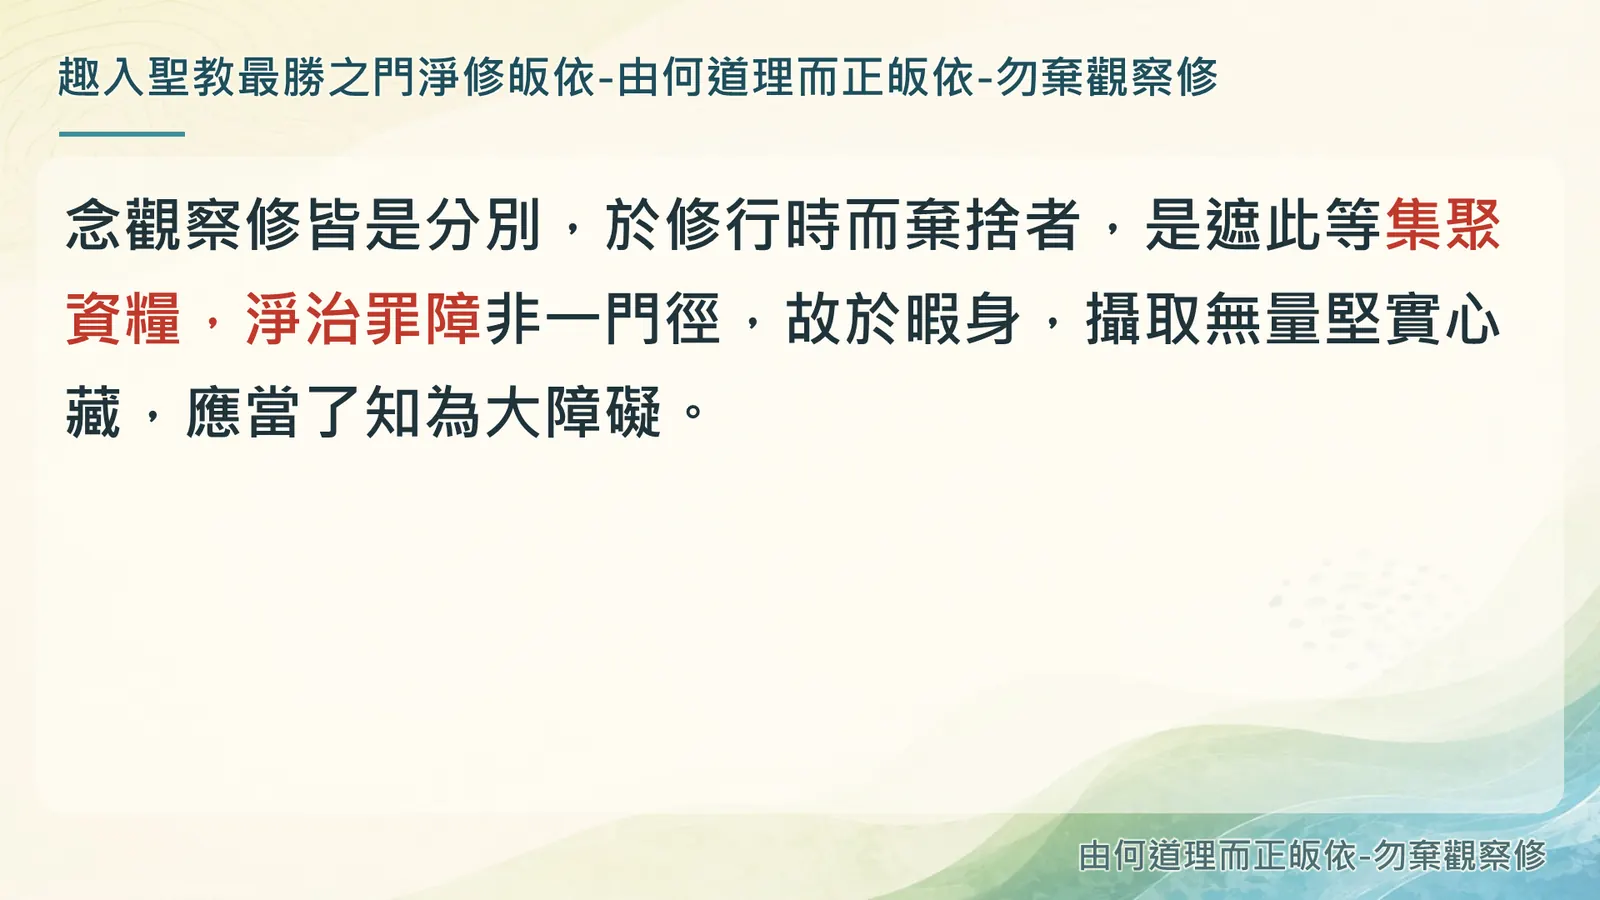 趣入聖教最勝之門淨修皈依-由何道理而正皈依-勿棄觀察修
念觀察修皆是分別，於修行時而棄捨者，是遮此等集聚
資糧，淨治罪障非一門徑，故於暇身，攝取無量堅實心
藏，應當了知為大障礙。
由何道理而正皈依-勿棄觀察修